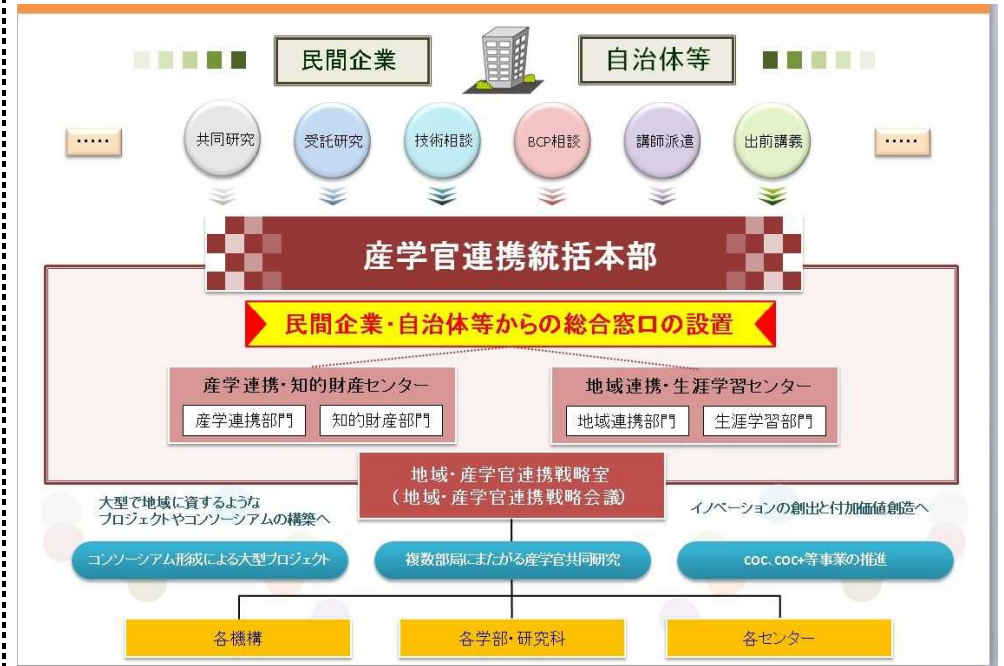 民間企業
自治体等
・・・・・
共同研究
受託研究
技術相談
BCP相談
講師派遣
出前講義
・・・・・
産学官連携統括本部
民間企業・自治体等からの総合窓口の設置
産学連携・知的財産センター
産学連携部門
知的財産部門
地域連携・生涯学習センター
地域連携部門
生涯学習部門
地域・産学官連携戦略室
(地域・産学官連携戦略会議)
大型で地域に資するような
プロジェクトやコンソーシアムの構築へ
イノベーションの創出と付加価値創造へ
コンソーシアム形成による大型プロジェクト
複数部局にまたがる産学官共同研究
COC、COC+等事業の推進
各機構
各学部・研究科
各センター